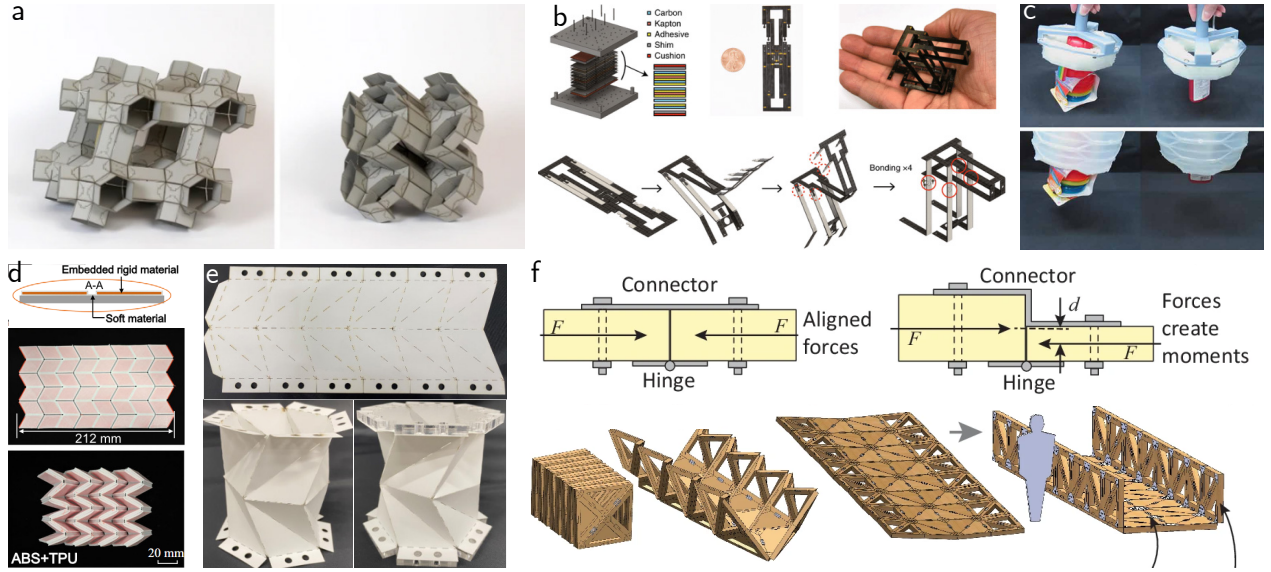 a
b
Carbon
Kapton
Adhesive
Shim
Cushion
Bonding ×4
c
d
Embedded rigid material
A-A
Soft material
212 mm
ABS+TPU
20 mm
e
f
Connector
F
F
Aligned
forces
Hinge
Connector
d
Forces
create
moments
F
F
Hinge